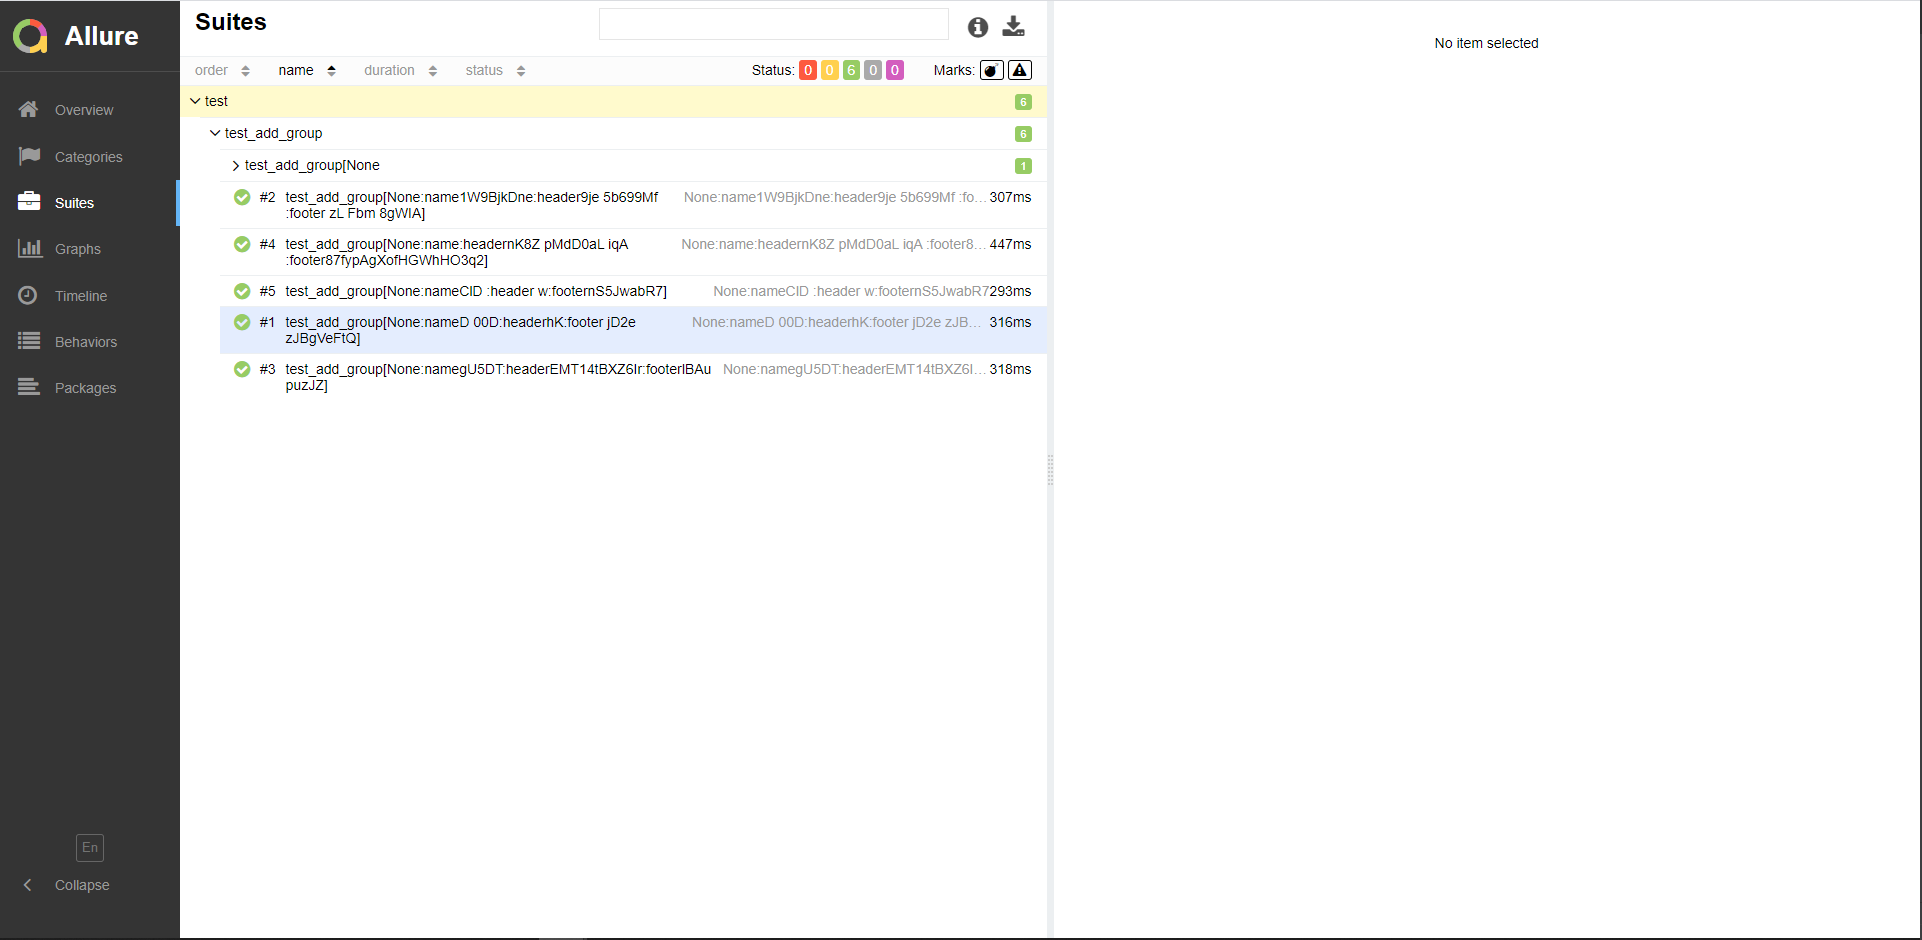 Allure
Overview
Categories
Suites
Graphs
Timeline
Behaviors
Packages
En
Collapse
Suites
order name duration status Status: 0 0 6 0 0 Marks:
test 6
test_add_group 6
test_add_group[None 1
#2 test_add_group[None:name1W9BjkDne:header9je 5b699Mf None:name1W9BjkDne:header9je 5b699Mf :fo... 307ms
:footer zL Fbm 8gWIA]
#4 test_add_group[None:name:headernK8Z pMdD0aL iqA None:name:headernK8Z pMdD0aL iqA :footer8... 447ms
:footer87fypAgXofHGWhHO3q2]
#5 test_add_group[None:nameCID :header w:footernS5JwabR7] None:nameCID :header w:footernS5JwabR7 293ms
#1 test_add_group[None:nameD 00D:headerhK:footer jD2e None:nameD 00D:headerhK:footer jD2e zJB... 316ms
zJBgVeFtQ]
#3 test_add_group[None:namegU5DT:headerEMT14tBXZ6Ir:footerIBAu None:namegU5DT:headerEMT14tBXZ6I... 318ms
puzJZ]
No item selected